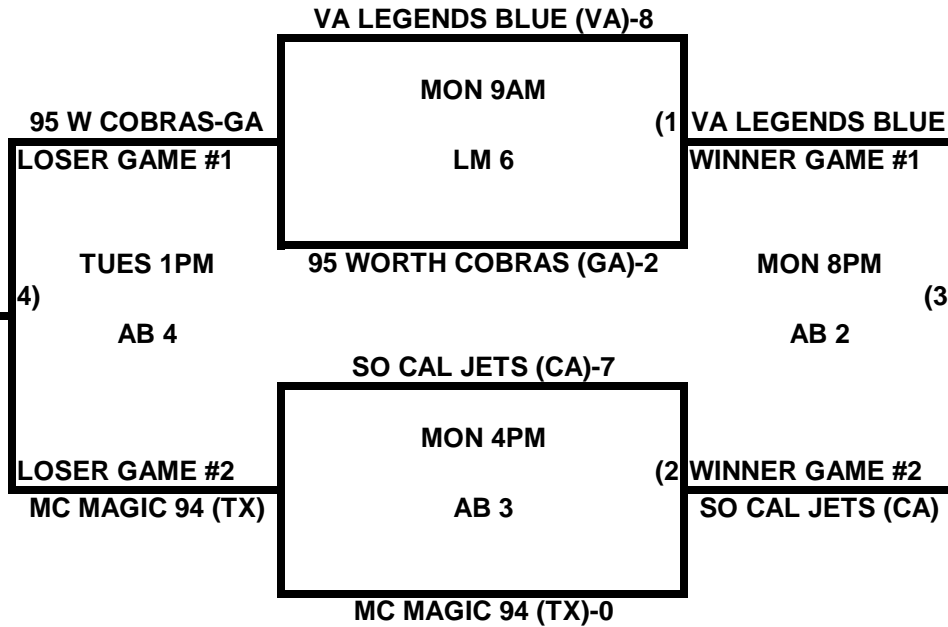 VA LEGENDS BLUE (VA)-8
MON 9AM
95 W COBRAS-GA
(1
VA LEGENDS BLUE
LOSER GAME #1
LM 6
WINNER GAME #1
TUES 1PM
95 WORTH COBRAS (GA)-2
MON 8PM
4)
(3
AB 4
AB 2
SO CAL JETS (CA)-7
MON 4PM
LOSER GAME #2
(2
WINNER GAME #2
MC MAGIC 94 (TX)
AB 3
SO CAL JETS (CA)
MC MAGIC 94 (TX)-0